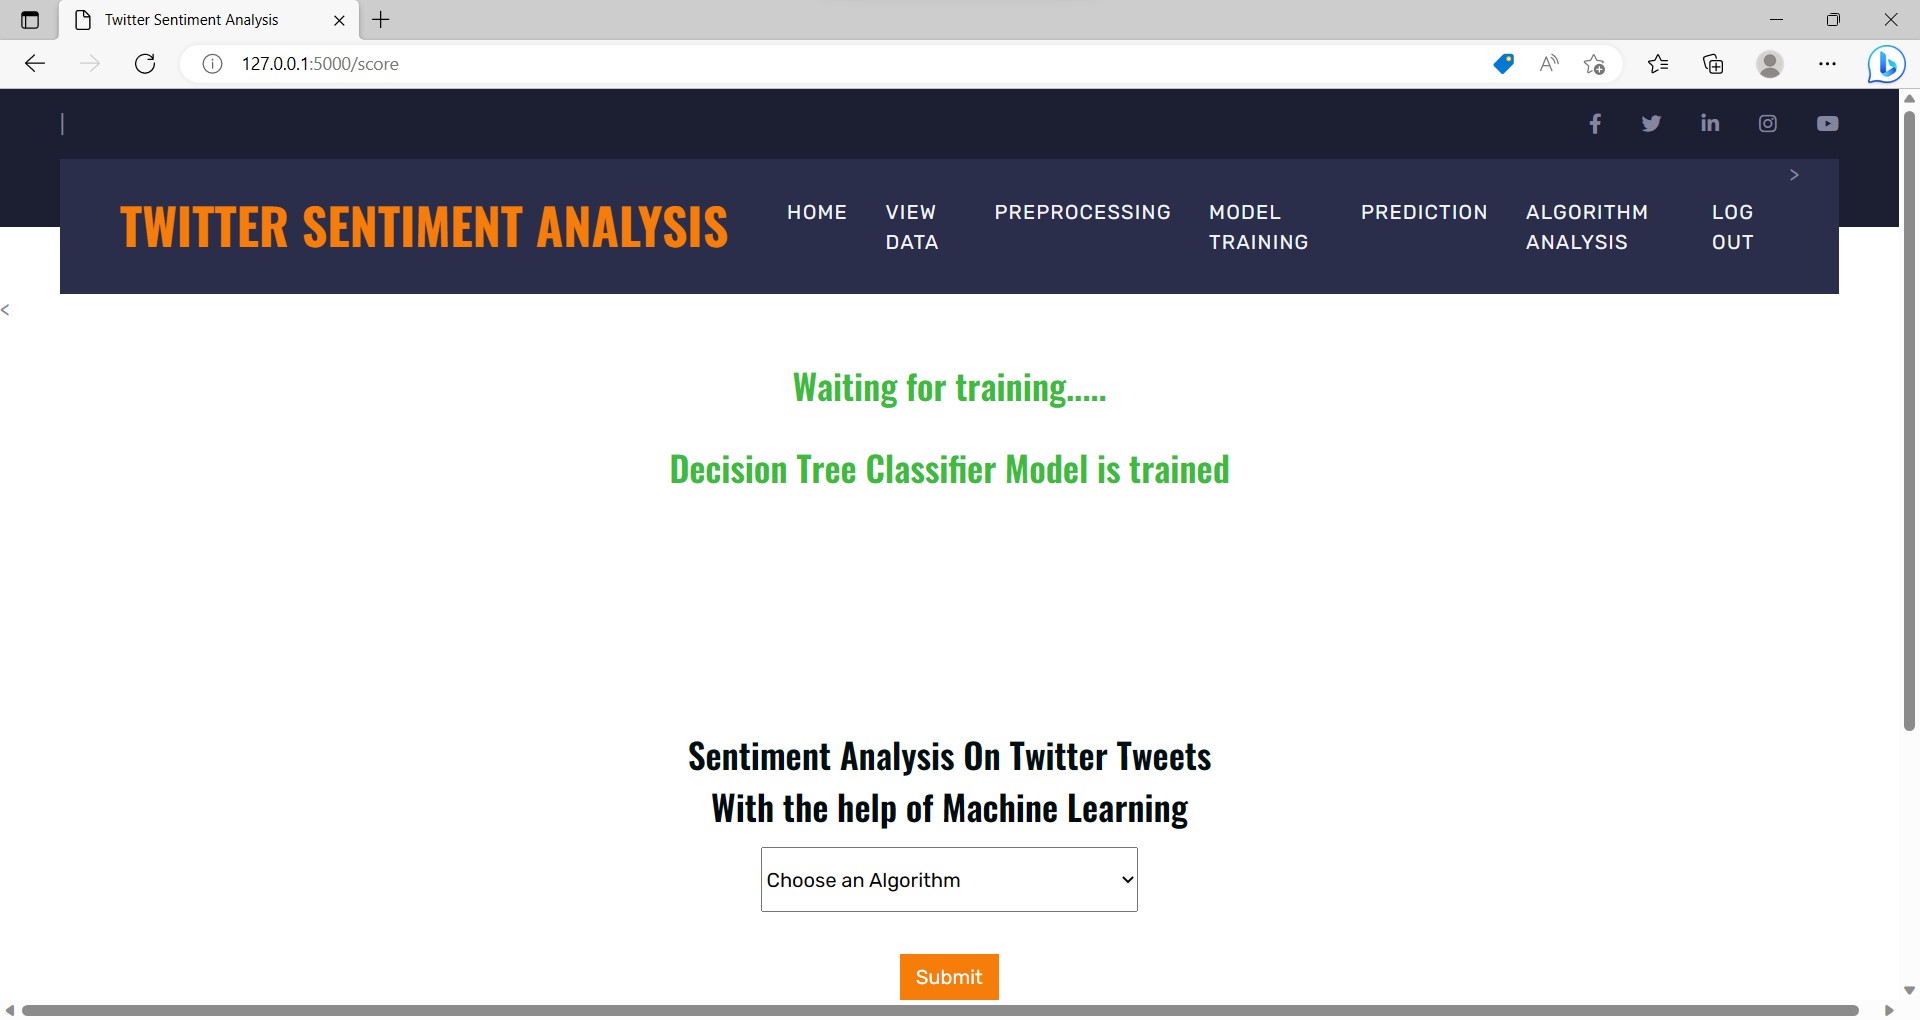 Twitter Sentiment Analysis
127.0.0.1:5000/score
|
>
TWITTER SENTIMENT ANALYSIS
HOME
VIEW
DATA
PREPROCESSING
MODEL
TRAINING
PREDICTION
ALGORITHM
ANALYSIS
LOG
OUT
<
Waiting for training.....
Decision Tree Classifier Model is trained
Sentiment Analysis On Twitter Tweets
With the help of Machine Learning
Choose an Algorithm
Submit